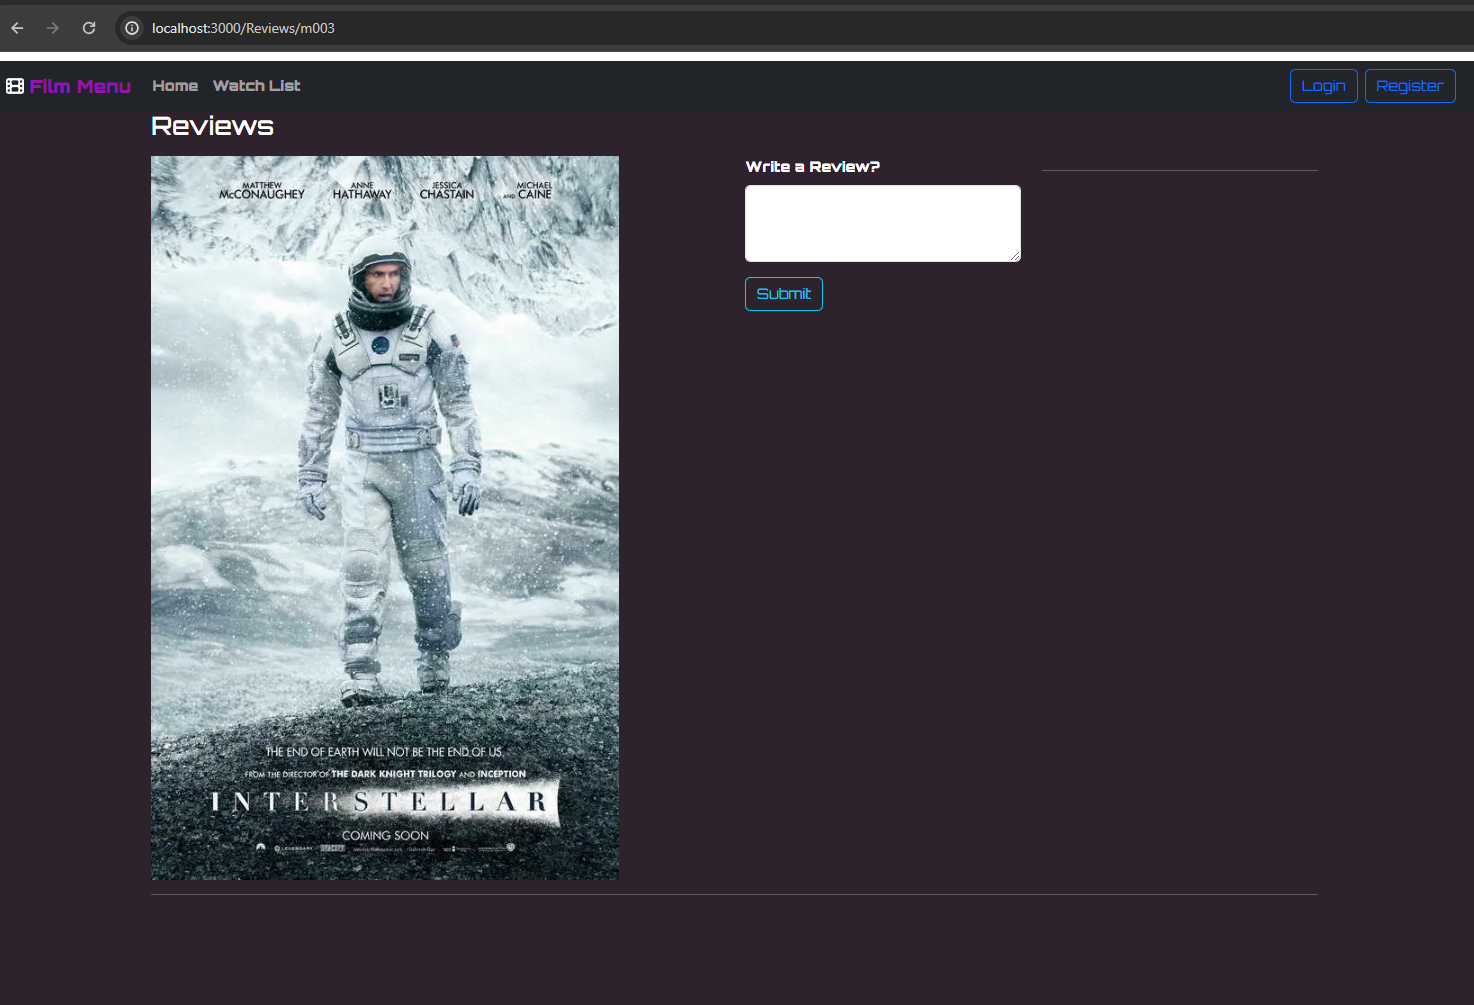 localhost:3000/Reviews/m003
Film Menu Home Watch List Login Register
Reviews
MATTHEW McCONAUGHEY ANNE HATHAWAY JESSICA CHASTAIN MICHAEL AND CAINE
Write a Review?
Submit
THE END OF EARTH WILL NOT BE THE END OF US.
FROM THE DIRECTOR OF THE DARK KNIGHT TRILOGY AND INCEPTION
INTERSTELLAR
COMING SOON
LEGENDARY